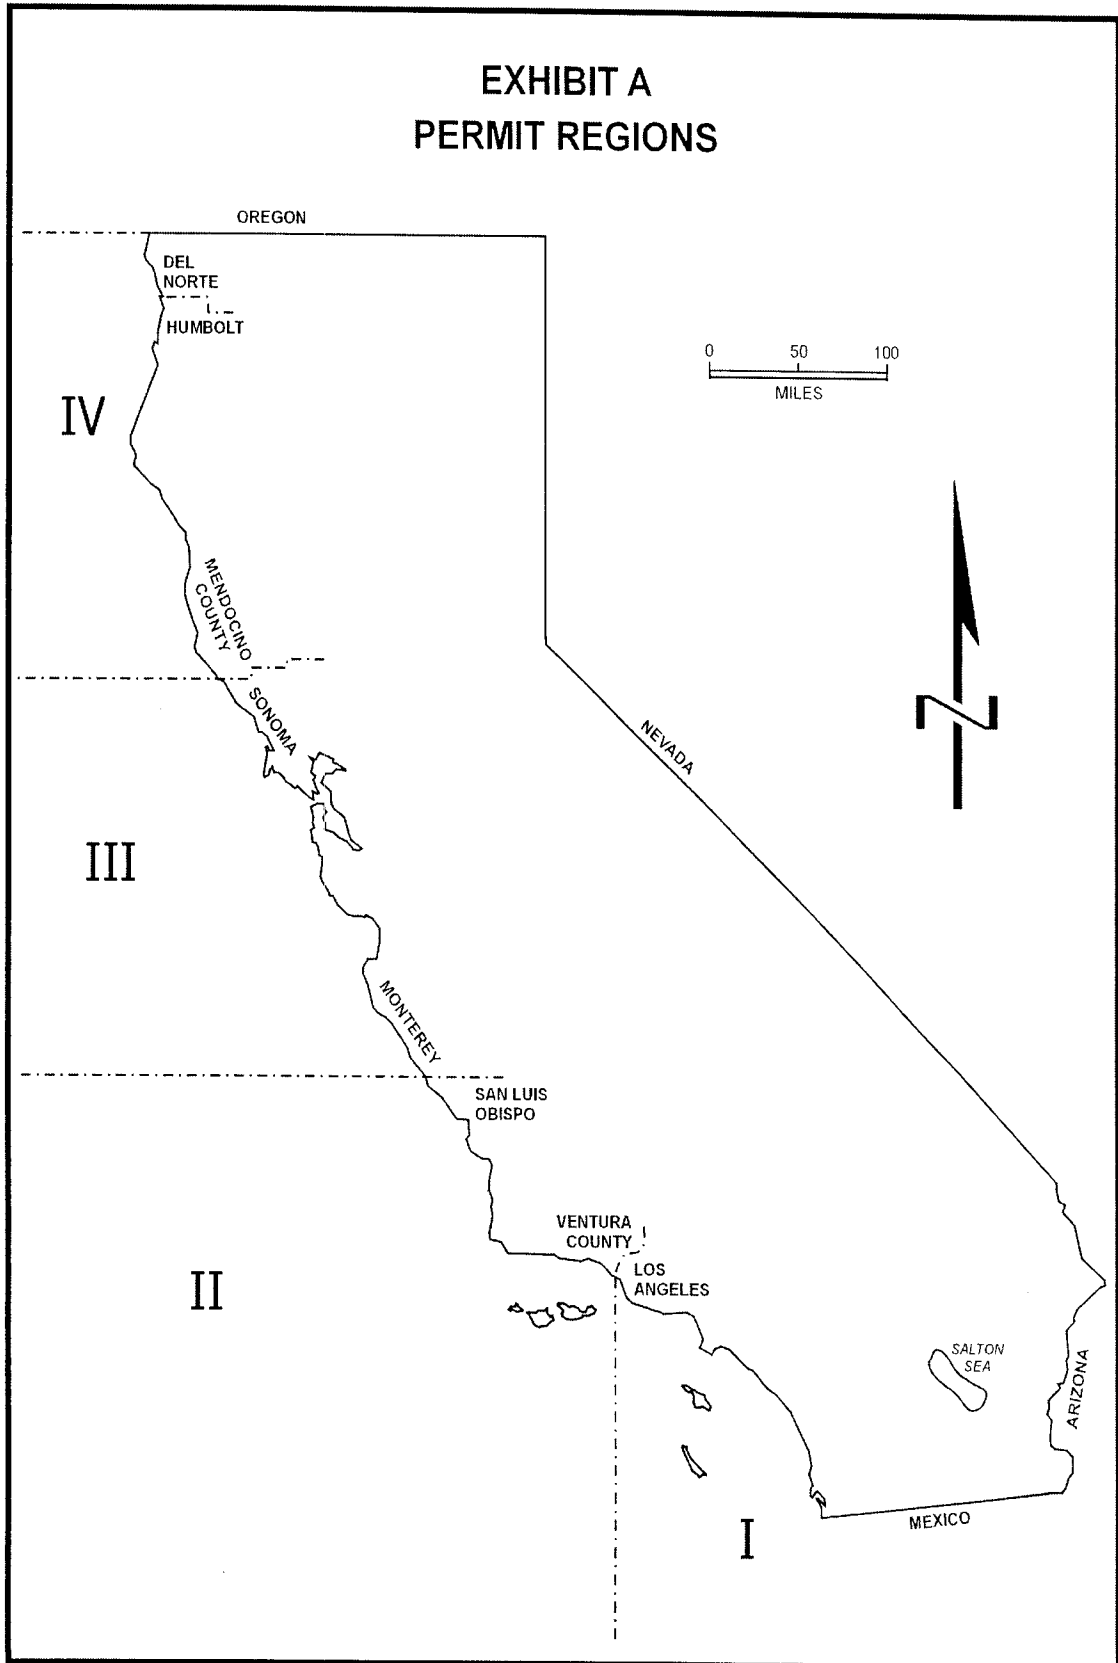 EXHIBIT A
PERMIT REGIONS
OREGON
DEL
NORTE
HUMBOLT
0 50 100
MILES
IV
MENDOCINO
COUNTY
SONOMA
NEVADA
N
III
MONTEREY
SAN LUIS
OBISPO
VENTURA
COUNTY
LOS
ANGELES
II
SALTON
SEA
ARIZONA
MEXICO
I